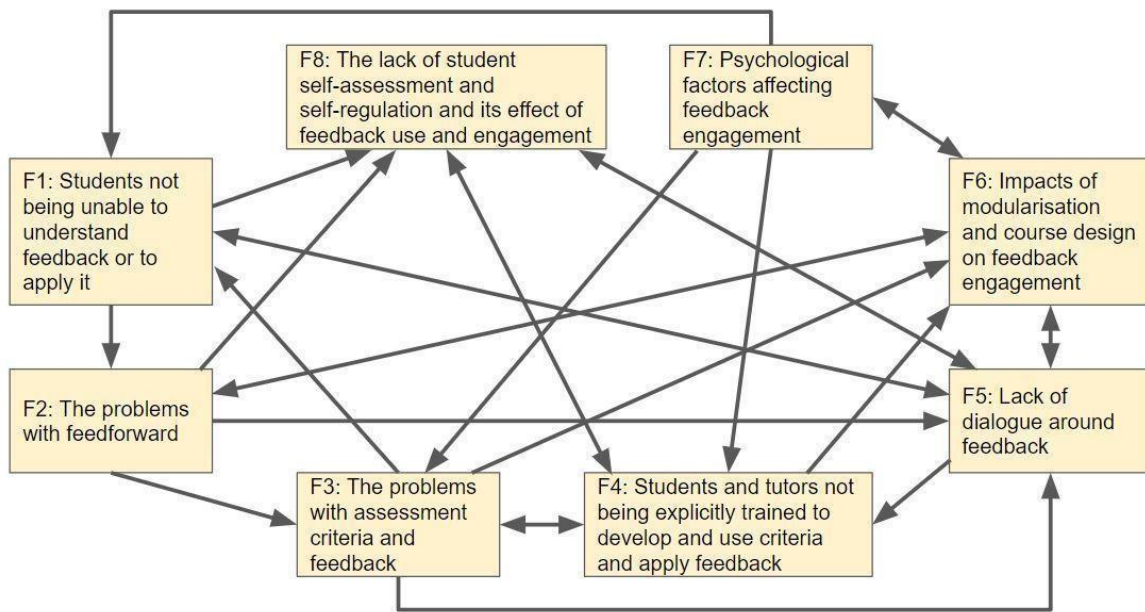 F8: The lack of student
self-assessment and
self-regulation and its effect of
feedback use and engagement
F7: Psychological
factors affecting
feedback
engagement
F1: Students not
being unable to
understand
feedback or to
apply it
F6: Impacts of
modularisation
and course design
on feedback
engagement
F2: The problems
with feedforward
F5: Lack of
dialogue around
feedback
F3: The problems
with assessment
criteria and
feedback
F4: Students and tutors not
being explicitly trained to
develop and use criteria
and apply feedback